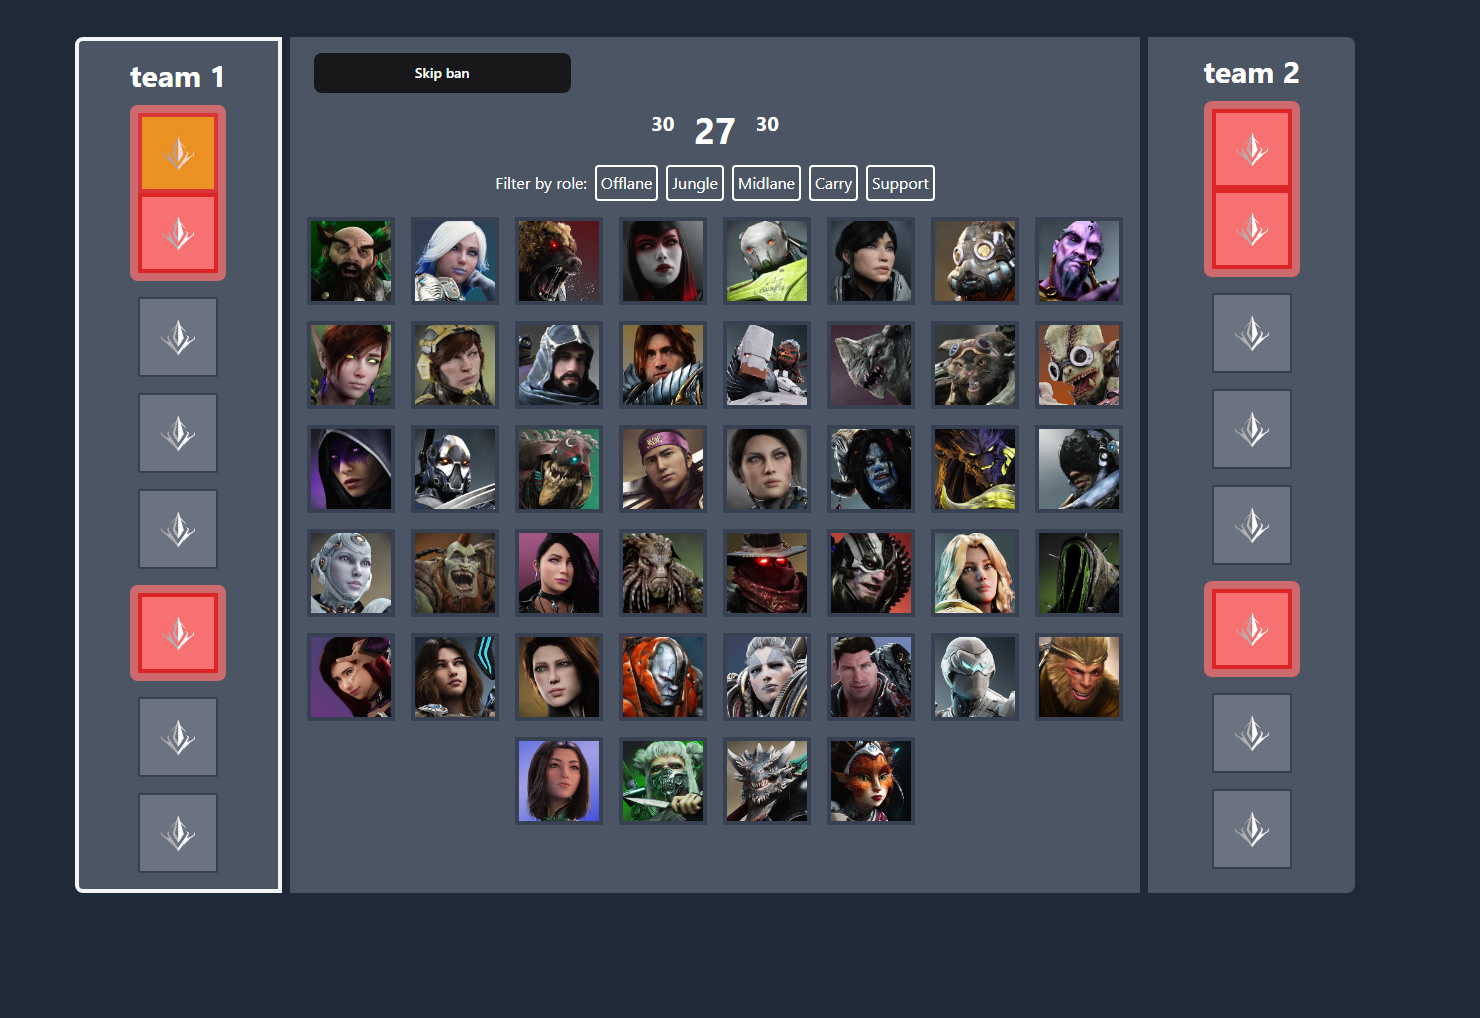 team 1
Skip ban
30 27 30
Filter by role: Offlane Jungle Midlane Carry Support
team 2